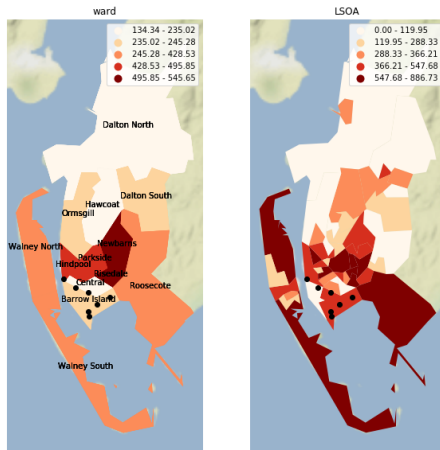 ward
134.34 - 235.02
235.02 - 245.28
245.28 - 428.53
428.53 - 495.85
495.85 - 545.65
Dalton North
Dalton South
Hawcoat
Ormsgill
Walney North
Newbarns
Parkside
Hindpool
Risedale
Central
Roosecote
Barrow Island
Walney South
LSOA
0.00 - 119.95
119.95 - 288.33
288.33 - 366.21
366.21 - 547.68
547.68 - 886.73